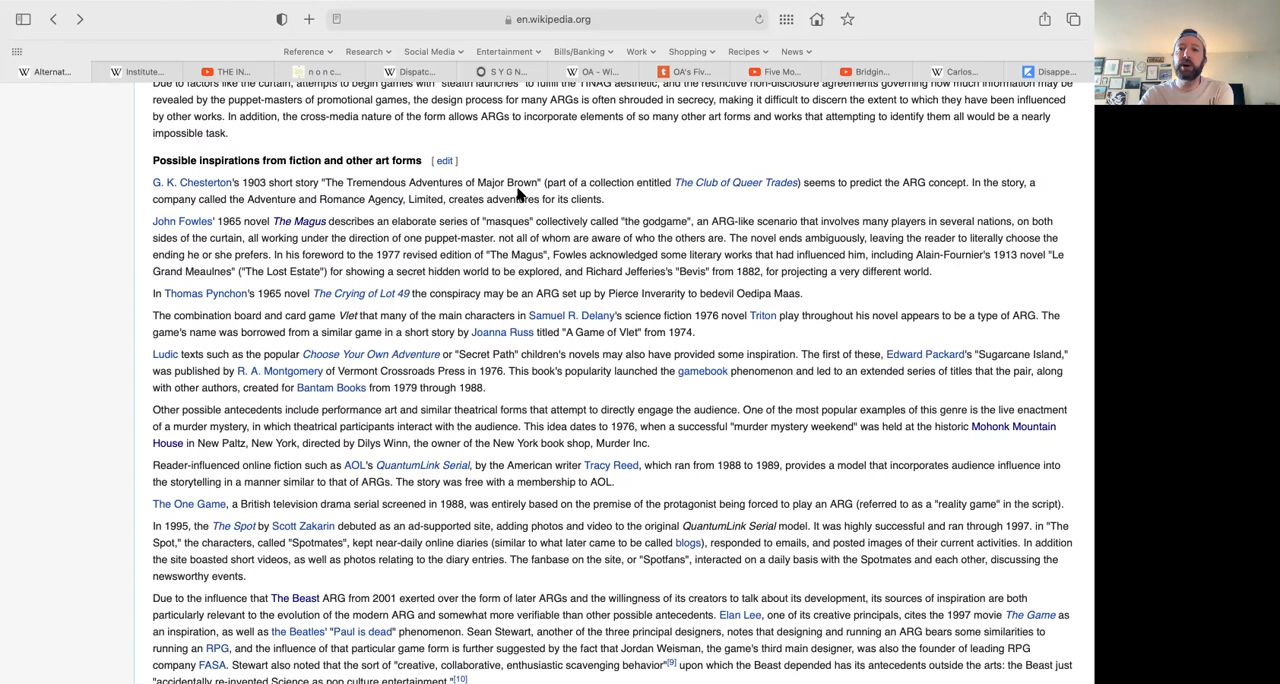 en.wikipedia.org
Reference Research Social Media Entertainment Bills/Banking Work Shopping Recipes News
Alternat... Institute... THE IN... n o n c... Dispatc... S Y G N... OA - Wi... OA's Fiv... Five Mo... Bridgin... Carlos... Disappe...
Due to factors like the curtain, attempts to begin games with "stealth launches" to fulfill the TINAG aesthetic, and the restrictive non-disclosure agreements governing how much information may be
revealed by the puppet-masters of promotional games, the design process for many ARGs is often shrouded in secrecy, making it difficult to discern the extent to which they have been influenced
by other works. In addition, the cross-media nature of the form allows ARGs to incorporate elements of so many other art forms and works that attempting to identify them all would be a nearly
impossible task.
Possible inspirations from fiction and other art forms [ edit ]
G. K. Chesterton's 1903 short story "The Tremendous Adventures of Major Brown" (part of a collection entitled The Club of Queer Trades) seems to predict the ARG concept. In the story, a
company called the Adventure and Romance Agency, Limited, creates adventures for its clients.
John Fowles' 1965 novel The Magus describes an elaborate series of "masques" collectively called "the godgame", an ARG-like scenario that involves many players in several nations, on both
sides of the curtain, all working under the direction of one puppet-master. not all of whom are aware of who the others are. The novel ends ambiguously, leaving the reader to literally choose the
ending he or she prefers. In his foreword to the 1977 revised edition of "The Magus", Fowles acknowledged some literary works that had influenced him, including Alain-Fournier's 1913 novel "Le
Grand Meaulnes" ("The Lost Estate") for showing a secret hidden world to be explored, and Richard Jefferies's "Bevis" from 1882, for projecting a very different world.
In Thomas Pynchon's 1965 novel The Crying of Lot 49 the conspiracy may be an ARG set up by Pierce Inverarity to bedevil Oedipa Maas.
The combination board and card game Vlet that many of the main characters in Samuel R. Delany's science fiction 1976 novel Triton play throughout his novel appears to be a type of ARG. The
game's name was borrowed from a similar game in a short story by Joanna Russ titled "A Game of Vlet" from 1974.
Ludic texts such as the popular Choose Your Own Adventure or "Secret Path" children's novels may also have provided some inspiration. The first of these, Edward Packard's "Sugarcane Island,"
was published by R. A. Montgomery of Vermont Crossroads Press in 1976. This book's popularity launched the gamebook phenomenon and led to an extended series of titles that the pair, along
with other authors, created for Bantam Books from 1979 through 1988.
Other possible antecedents include performance art and similar theatrical forms that attempt to directly engage the audience. One of the most popular examples of this genre is the live enactment
of a murder mystery, in which theatrical participants interact with the audience. This idea dates to 1976, when a successful "murder mystery weekend" was held at the historic Mohonk Mountain
House in New Paltz, New York, directed by Dilys Winn, the owner of the New York book shop, Murder Inc.
Reader-influenced online fiction such as AOL's QuantumLink Serial, by the American writer Tracy Reed, which ran from 1988 to 1989, provides a model that incorporates audience influence into
the storytelling in a manner similar to that of ARGs. The story was free with a membership to AOL.
The One Game, a British television drama serial screened in 1988, was entirely based on the premise of the protagonist being forced to play an ARG (referred to as a "reality game" in the script).
In 1995, the The Spot by Scott Zakarin debuted as an ad-supported site, adding photos and video to the original QuantumLink Serial model. It was highly successful and ran through 1997. in "The
Spot," the characters, called "Spotmates", kept near-daily online diaries (similar to what later came to be called blogs), responded to emails, and posted images of their current activities. In addition
the site boasted short videos, as well as photos relating to the diary entries. The fanbase on the site, or "Spotfans", interacted on a daily basis with the Spotmates and each other, discussing the
newsworthy events.
Due to the influence that The Beast ARG from 2001 exerted over the form of later ARGs and the willingness of its creators to talk about its development, its sources of inspiration are both
particularly relevant to the evolution of the modern ARG and somewhat more verifiable than other possible antecedents. Elan Lee, one of its creative principals, cites the 1997 movie The Game as
an inspiration, as well as the Beatles' "Paul is dead" phenomenon. Sean Stewart, another of the three principal designers, notes that designing and running an ARG bears some similarities to
running an RPG, and the influence of that particular game form is further suggested by the fact that Jordan Weisman, the game's third main designer, was also the founder of leading RPG
company FASA. Stewart also noted that the sort of "creative, collaborative, enthusiastic scavenging behavior"[9] upon which the Beast depended has its antecedents outside the arts: the Beast just
"accidentally re-invented Science as pop culture entertainment."[10]